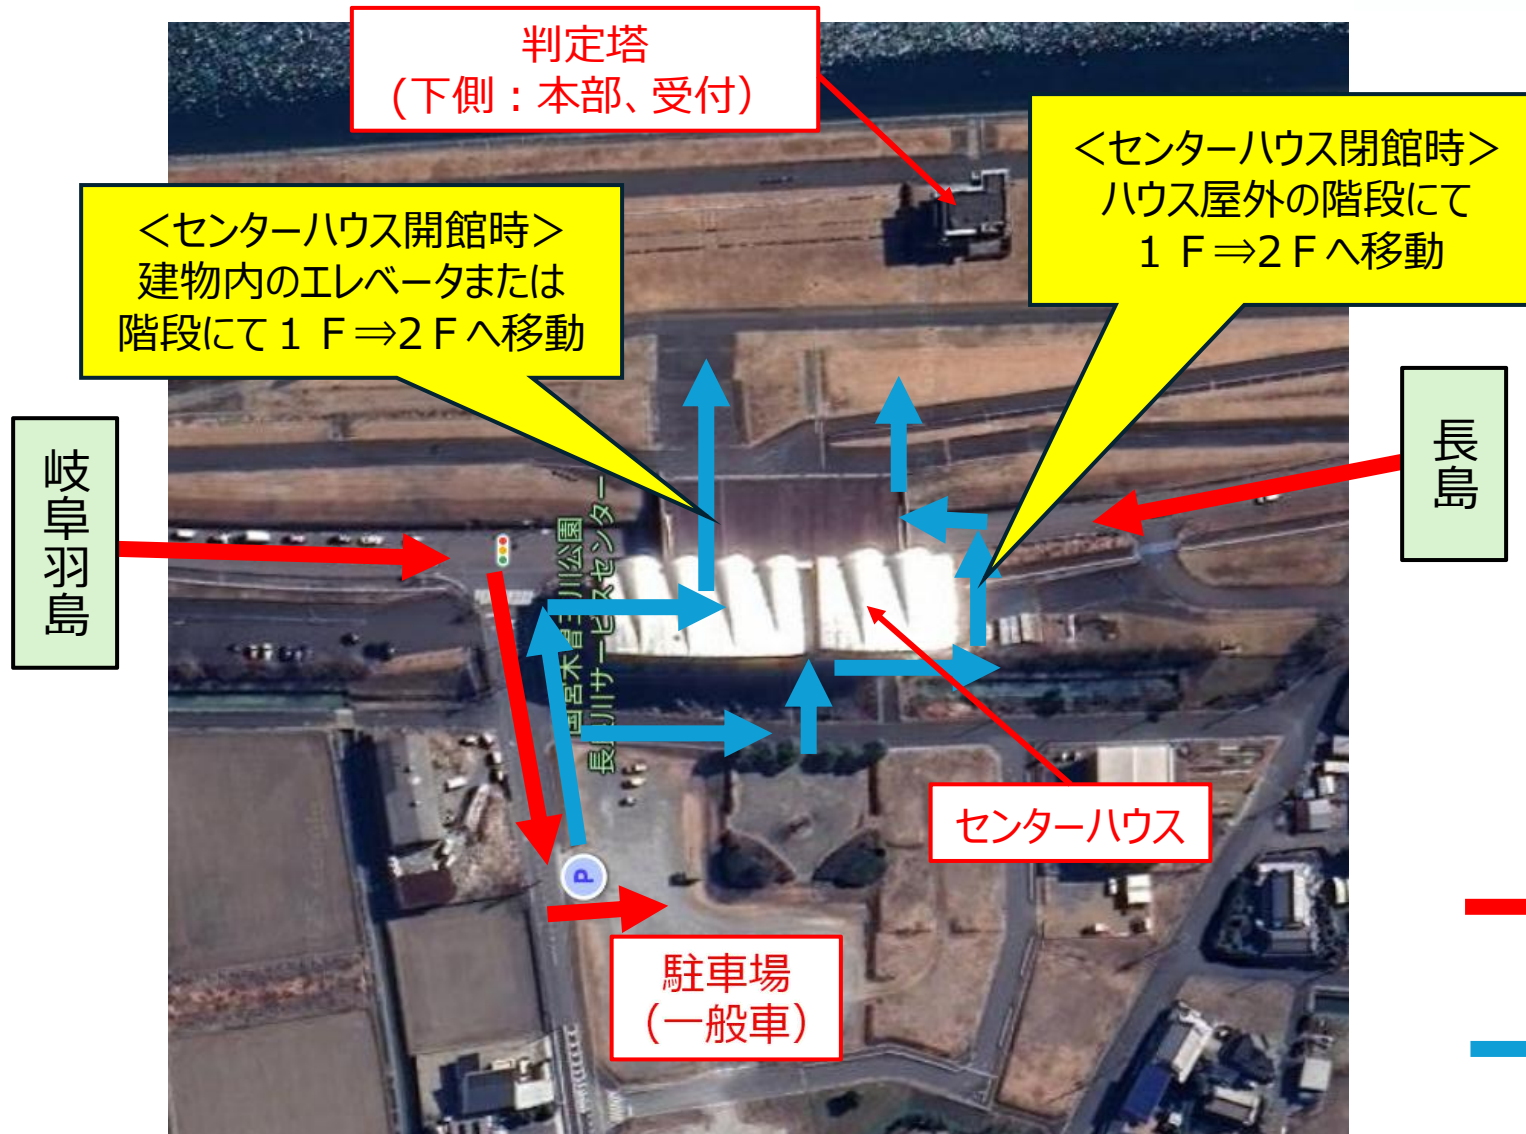 判定塔
(下側：本部、受付）
＜センターハウス閉館時＞
ハウス屋外の階段にて
１Ｆ⇒2Ｆへ移動
＜センターハウス開館時＞
建物内のエレベータまたは
階段にて１Ｆ⇒2Ｆへ移動
岐阜羽島
長島
国営木曽三川公園
長良川サービスセンター
センターハウス
P
駐車場
（一般車）